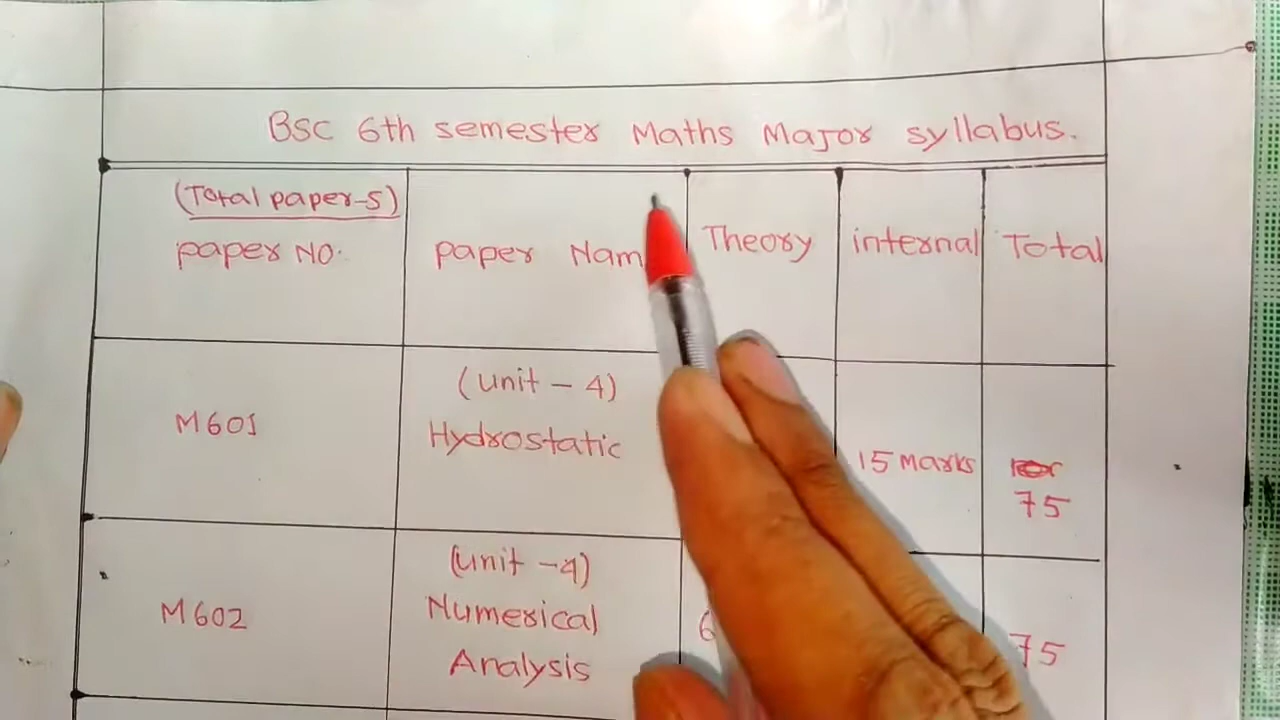 Bsc 6th semester Maths Major syllabus.
(Total paper-5)
paper No.
paper Nam
Theory
internal
Total
M601
(unit - 4)
Hydrostatic
15 Marks
75
M602
(unit -4)
Numerical
Analysis
6
75